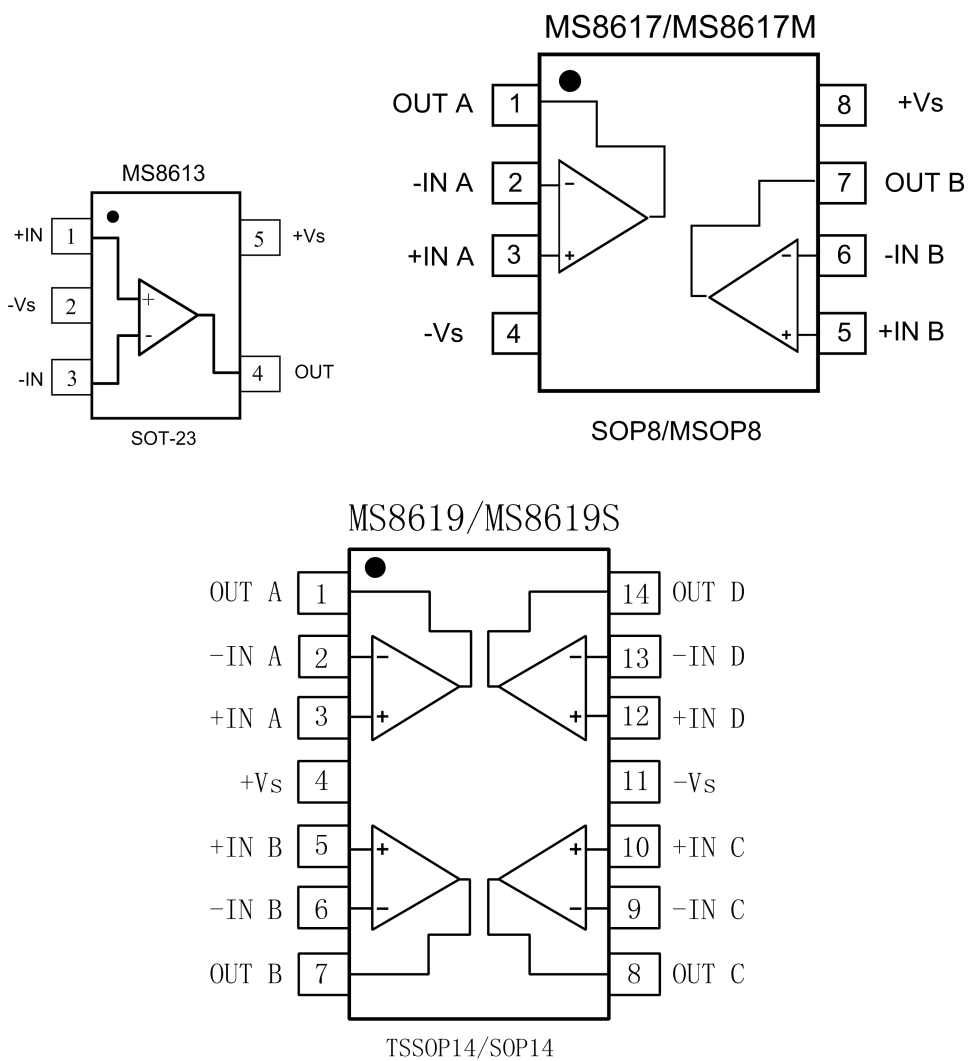 MS8613
+IN 1
5 +Vs
-Vs 2
+
-
-IN 3
4 OUT
SOT-23
MS8617/MS8617M
OUT A 1
8 +Vs
-IN A 2
-
7 OUT B
+IN A 3
+
-
6 -IN B
-Vs 4
+
5 +IN B
SOP8/MSOP8
MS8619/MS8619S
OUT A 1
14 OUT D
-IN A 2
-
-
13 -IN D
+IN A 3
+
+
12 +IN D
+Vs 4
11 -Vs
+IN B 5
+
+
10 +IN C
-IN B 6
-
-
9 -IN C
OUT B 7
8 OUT C
TSSOP14/SOP14